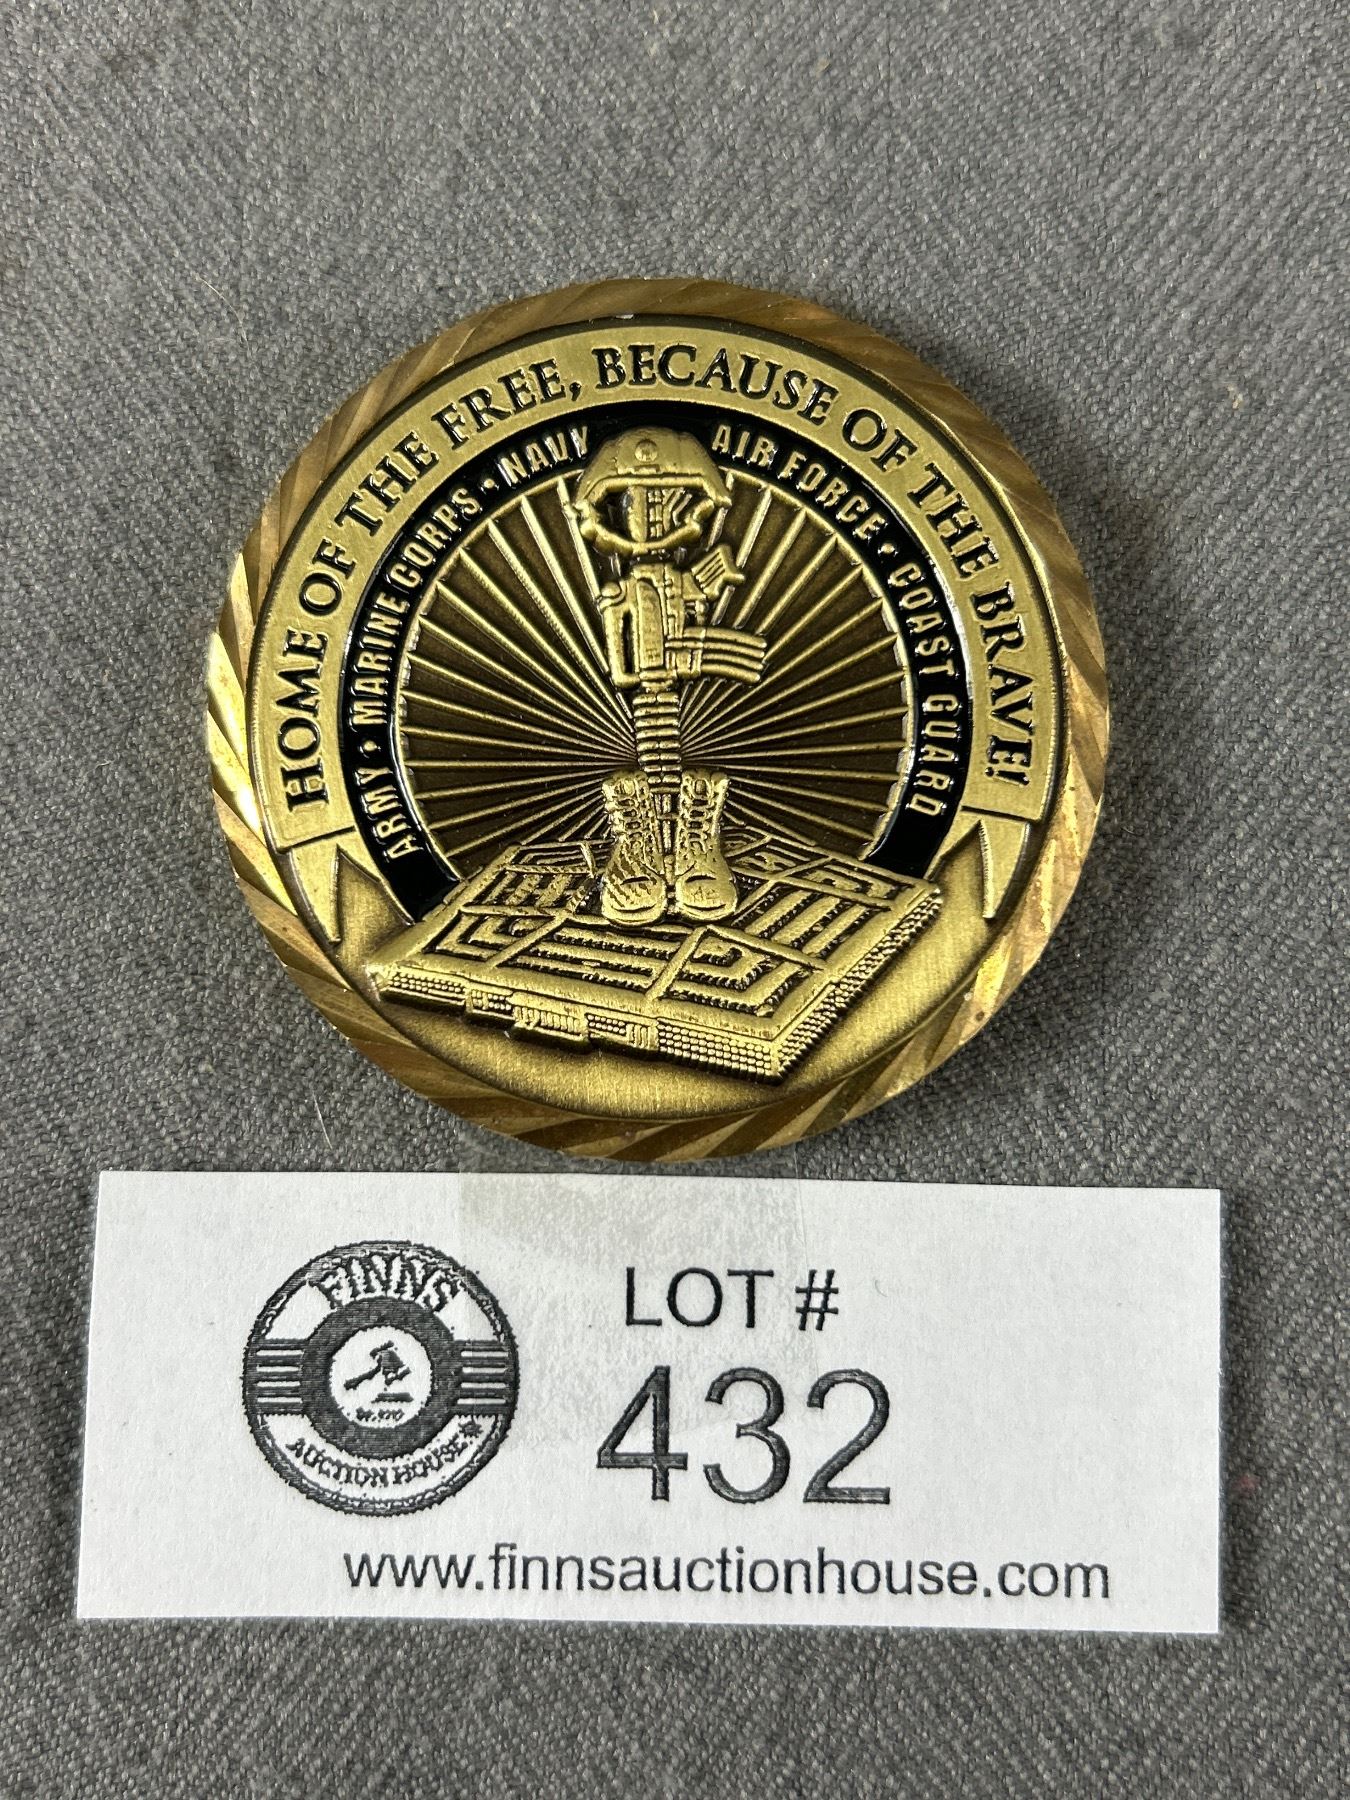 HOME OF THE FREE, BECAUSE OF THE BRAVE!
ARMY • MARINE CORPS • NAVY AIR FORCE • COAST GUARD
FINNS
AUCTION HOUSE
LOT #
432
www.finnsauctionhouse.com